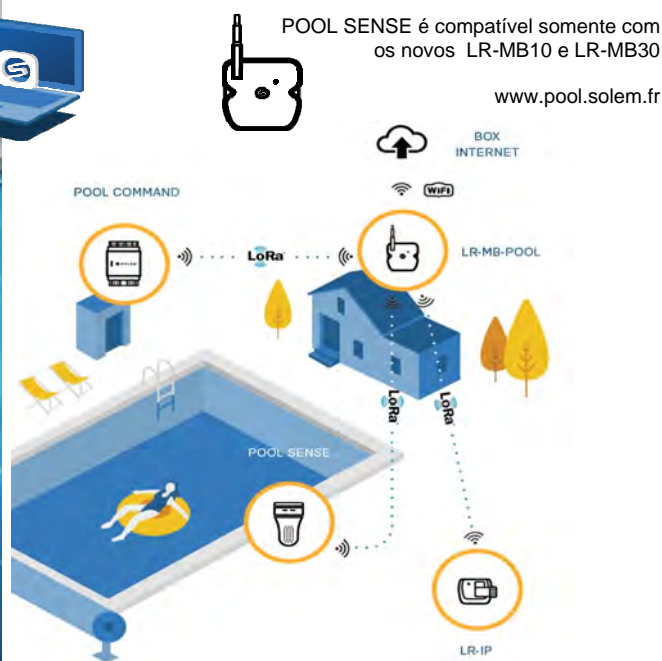 POOL SENSE é compatível somente com
os novos LR-MB10 e LR-MB30
www.pool.solem.fr
BOX
INTERNET
WiFi
POOL COMMAND
LoRa
LR-MB-POOL
LoRa
LoRa
POOL SENSE
LR-IP